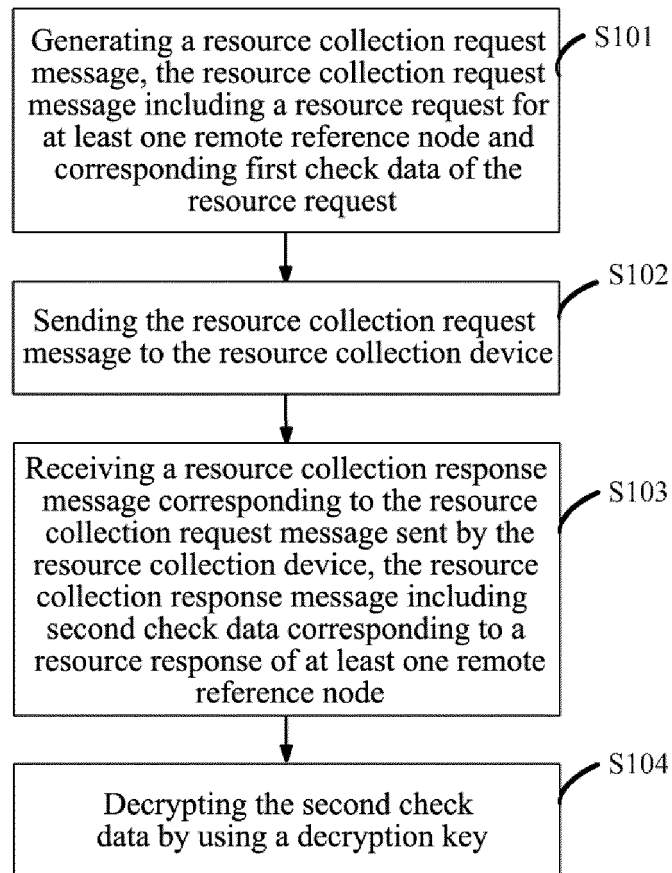 Generating a resource collection request
message, the resource collection request
message including a resource request for
at least one remote reference node and
corresponding first check data of the
resource request
S101
Sending the resource collection request
message to the resource collection device
S102
Receiving a resource collection response
message corresponding to the resource
collection request message sent by the
resource collection device, the resource
collection response message including
second check data corresponding to a
resource response of at least one remote
reference node
S103
Decrypting the second check
data by using a decryption key
S104